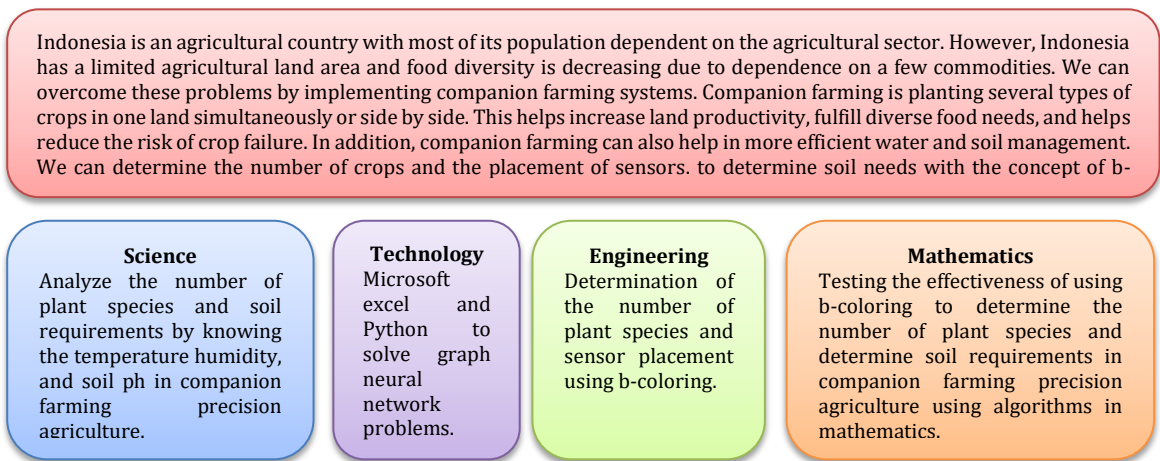 Indonesia is an agricultural country with most of its population dependent on the agricultural sector. However, Indonesia
has a limited agricultural land area and food diversity is decreasing due to dependence on a few commodities. We can
overcome these problems by implementing companion farming systems. Companion farming is planting several types of
crops in one land simultaneously or side by side. This helps increase land productivity, fulfill diverse food needs, and helps
reduce the risk of crop failure. In addition, companion farming can also help in more efficient water and soil management.
We can determine the number of crops and the placement of sensors. to determine soil needs with the concept of b-
Science
Analyze the number of
plant species and soil
requirements by knowing
the temperature humidity,
and soil ph in companion
farming precision
agriculture.
Technology
Microsoft
excel and
Python to
solve graph
neural
network
problems.
Engineering
Determination of
the number of
plant species and
sensor placement
using b-coloring.
Mathematics
Testing the effectiveness of using
b-coloring to determine the
number of plant species and
determine soil requirements in
companion farming precision
agriculture using algorithms in
mathematics.